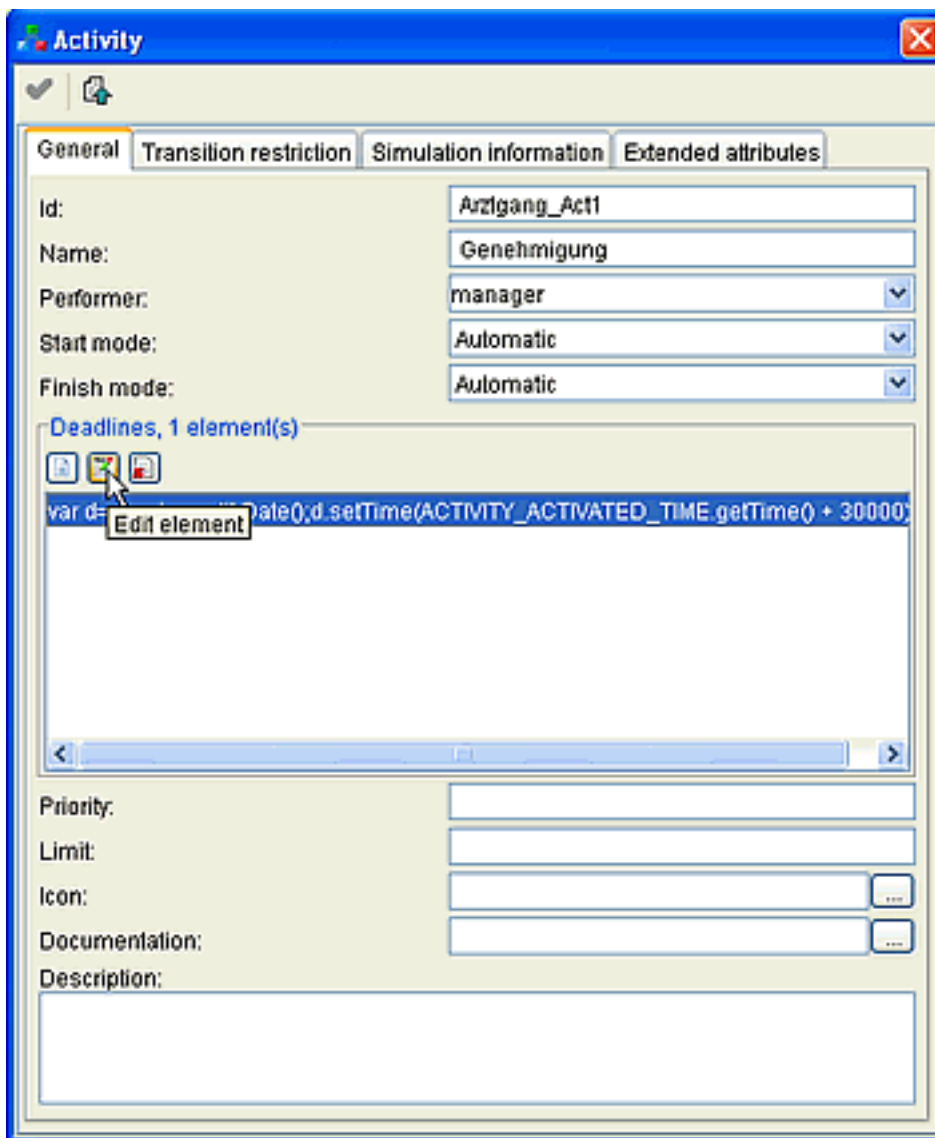 Activity
General Transition restriction Simulation information Extended attributes
Id: Arztgang_Act1
Name: Genehmigung
Performer: manager
Start mode: Automatic
Finish mode: Automatic
Deadlines, 1 element(s)
var d= Date();d.setTime(ACTIVITY_ACTIVATED_TIME.getTime() + 30000)
Edit element
Priority:
Limit:
Icon: ...
Documentation: ...
Description: